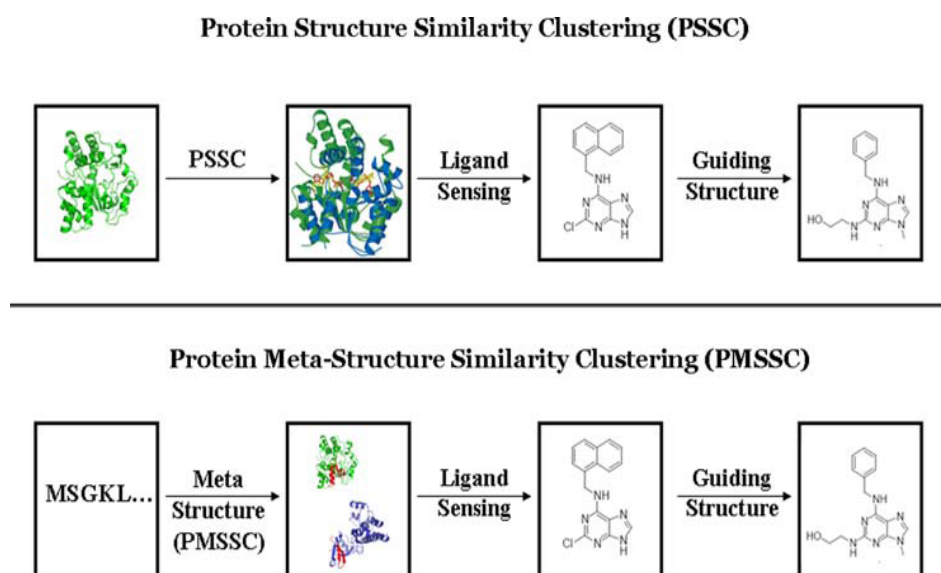 Protein Structure Similarity Clustering (PSSC)
PSSC
Ligand
Sensing
Guiding
Structure
NH
N
N
Cl
N
N
H
NH
N
N
HO
N
H
N
N
Protein Meta-Structure Similarity Clustering (PMSSC)
MSGKL...
Meta
Structure
(PMSSC)
Ligand
Sensing
Guiding
Structure
NH
N
N
Cl
N
N
H
NH
N
N
HO
N
H
N
N